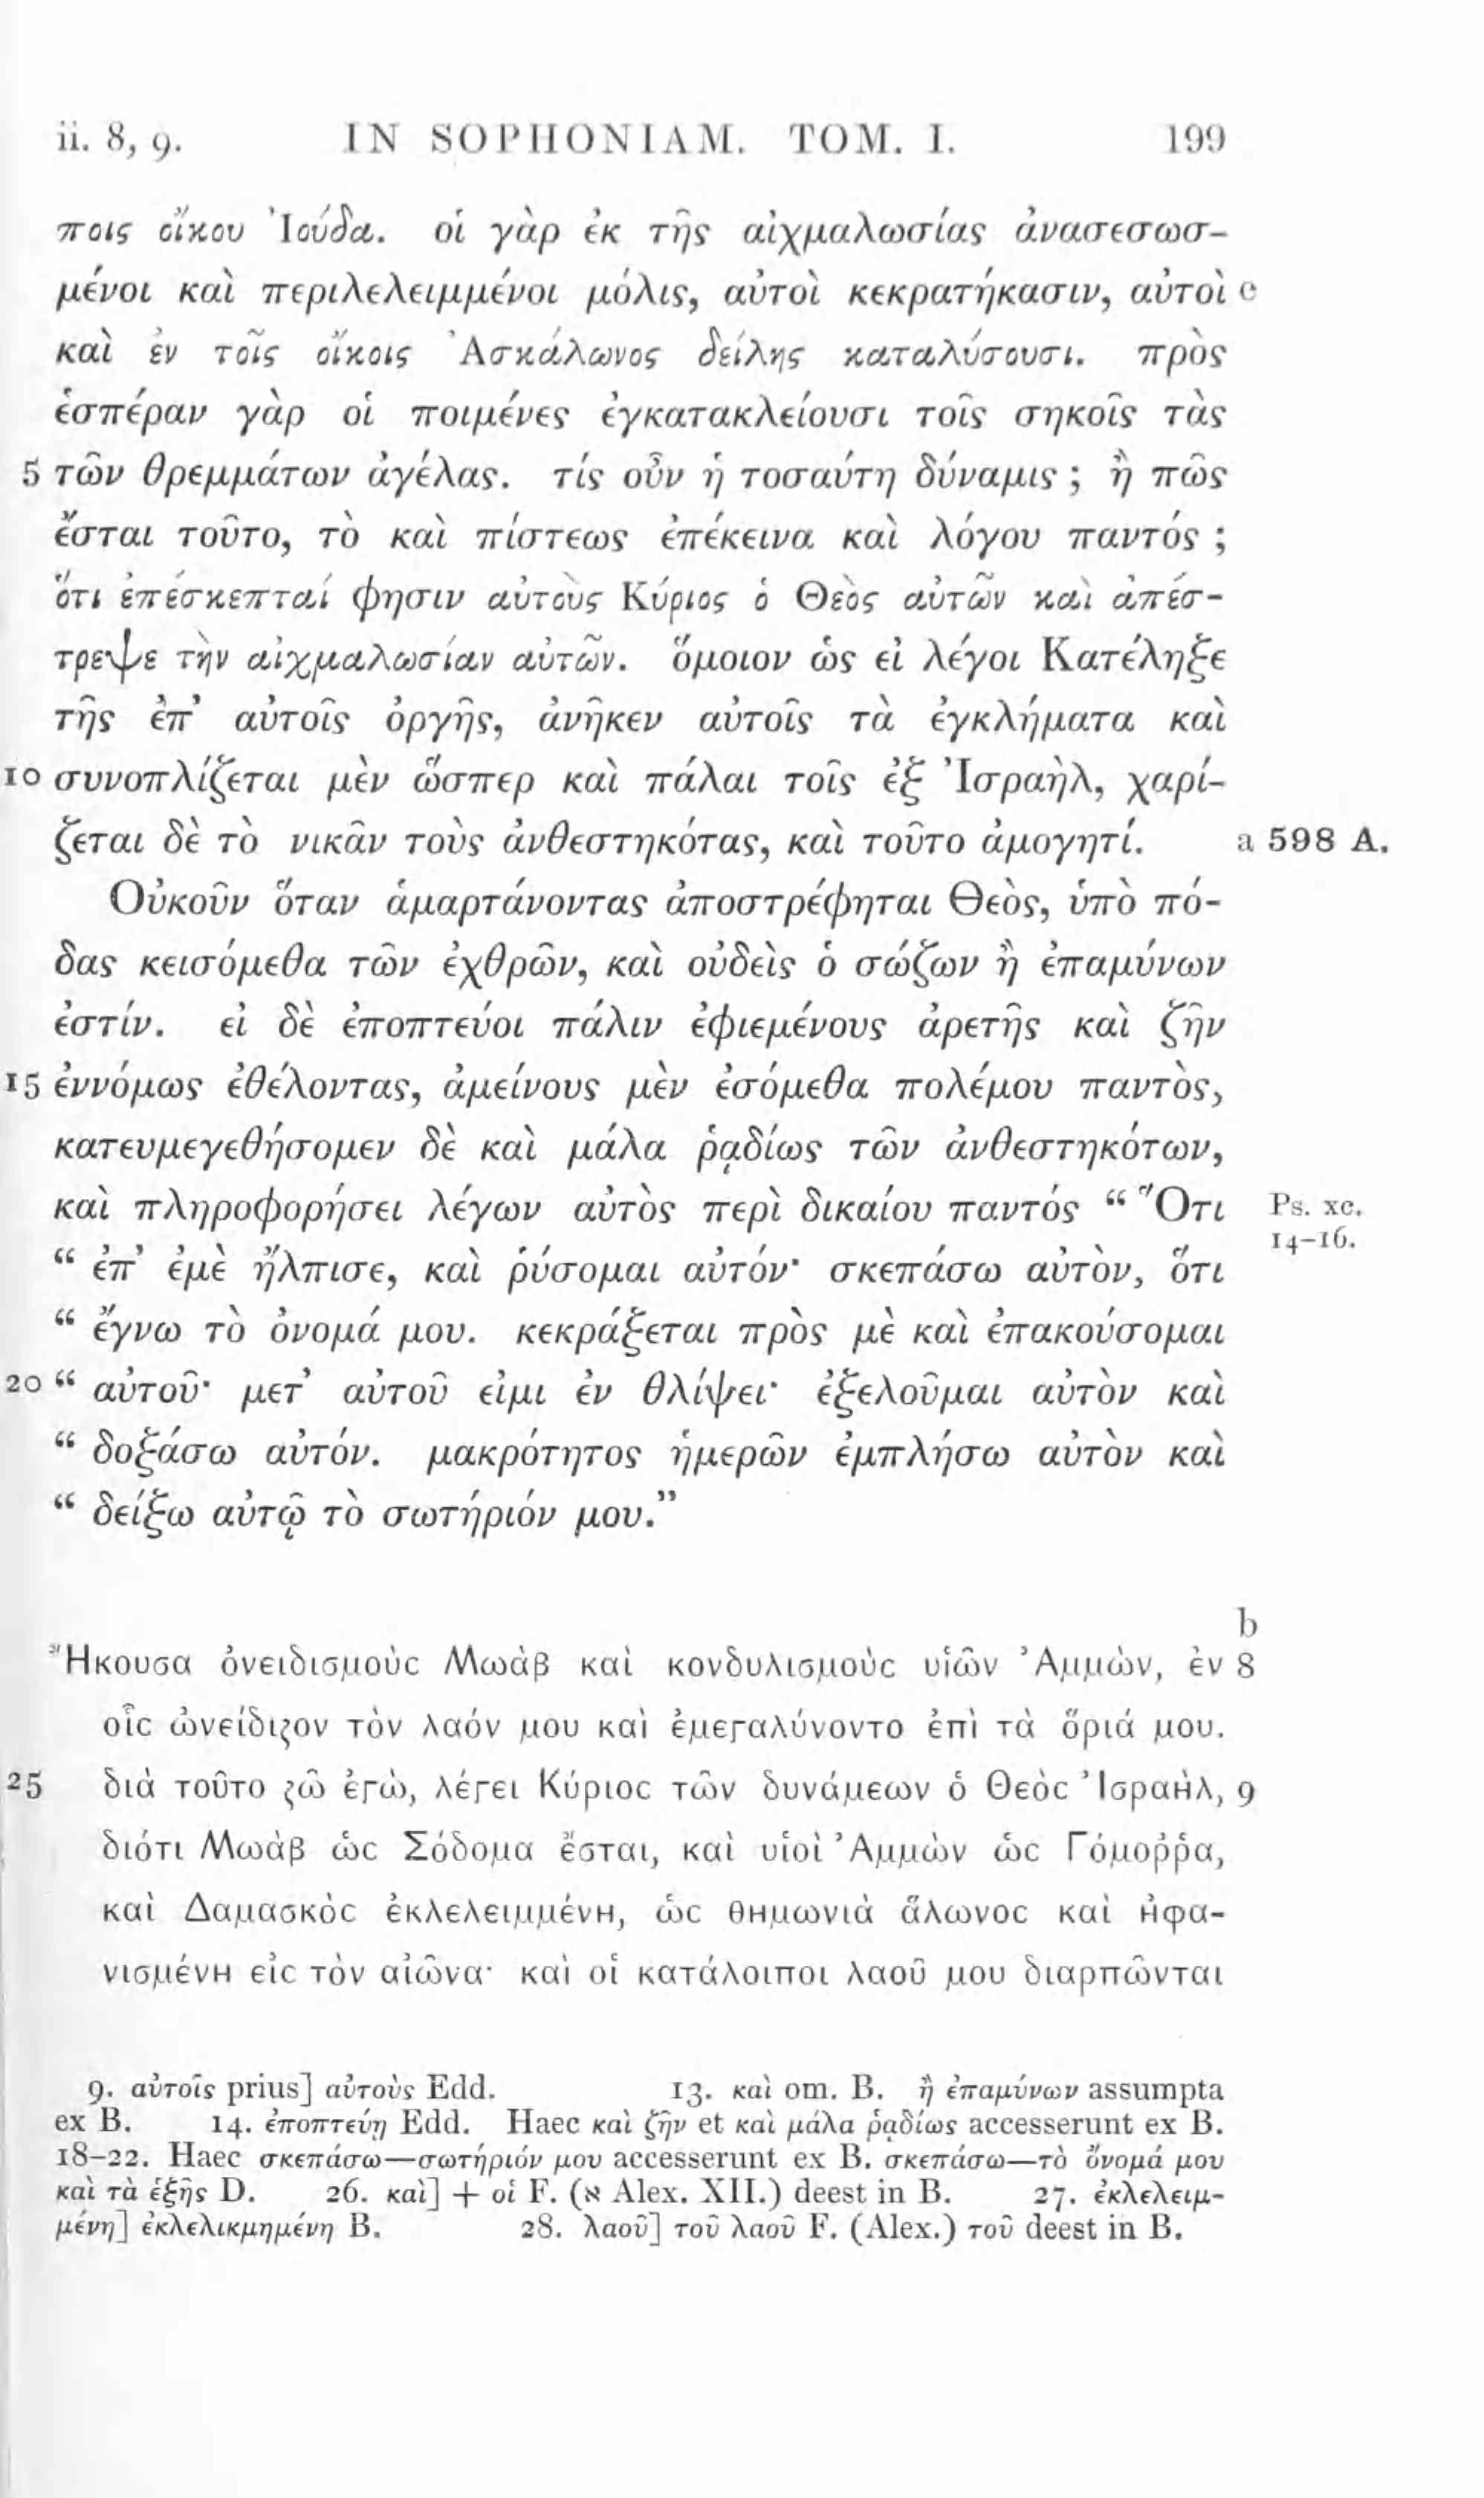 ii. 8, 9. IN SOPHONIAM. TOM. I. 199
ποις οἴκου Ἰούδα. οἱ γὰρ ἐκ τῆς αἰχμαλωσίας ἀνασεσωσ-
μένοι καὶ περιλελειμμένοι μόλις, αὐτοὶ κεκρατήκασιν, αὐτοὶ c
καὶ ἐν τοῖς οἴκοις Ἀσκάλωνος δείλης καταλύσουσι. πρὸς
ἑσπέραν γὰρ οἱ ποιμένες ἐγκατακλείουσι τοῖς σηκοῖς τὰς
5 τῶν θρεμμάτων ἀγέλας. τίς οὖν ἡ τοσαύτη δύναμις ; ἢ πῶς
ἔσται τοῦτο, τὸ καὶ πίστεως ἐπέκεινα καὶ λόγου παντός ;
ὅτι ἐπέσκεπταί φησιν αὐτοὺς Κύριος ὁ Θεὸς αὐτῶν καὶ ἀπέσ-
τρεψε τὴν αἰχμαλωσίαν αὐτῶν. ὅμοιον ὡς εἰ λέγοι Κατέληξε
τῆς ἐπ’ αὐτοῖς ὀργῆς, ἀνῆκεν αὐτοῖς τὰ ἐγκλήματα καὶ
10 συνοπλίζεται μὲν ὥσπερ καὶ πάλαι τοῖς ἐξ Ἰσραὴλ, χαρί-
ζεται δὲ τὸ νικᾶν τοὺς ἀνθεστηκότας, καὶ τοῦτο ἀμογητί. a 598 A.
Οὐκοῦν ὅταν ἁμαρτάνοντας ἀποστρέφηται Θεὸς, ὑπὸ πό-
δας κεισόμεθα τῶν ἐχθρῶν, καὶ οὐδεὶς ὁ σώζων ἢ ἐπαμύνων
ἐστίν. εἰ δὲ ἐποπτεύοι πάλιν ἐφιεμένους ἀρετῆς καὶ ζῆν
15 ἐννόμως ἐθέλοντας, ἀμείνους μὲν ἐσόμεθα πολέμου παντὸς,
κατευμεγεθήσομεν δὲ καὶ μάλα ῥᾳδίως τῶν ἀνθεστηκότων,
καὶ πληροφορήσει λέγων αὐτὸς περὶ δικαίου παντός “ Ὅτι Ps. xc.
14–16.
“ ἐπ’ ἐμὲ ἤλπισε, καὶ ῥύσομαι αὐτόν· σκεπάσω αὐτὸν, ὅτι
“ ἔγνω τὸ ὀνομά μου. κεκράξεται πρὸς μὲ καὶ ἐπακούσομαι
20 “ αὐτοῦ· μετ’ αὐτοῦ εἰμι ἐν θλίψει· ἐξελοῦμαι αὐτὸν καὶ
“ δοξάσω αὐτόν. μακρότητος ἡμερῶν ἐμπλήσω αὐτὸν καὶ
“ δείξω αὐτῷ τὸ σωτήριόν μου.”
b
Ἤκουσα ὀνειδισμοὺς Μωὰβ καὶ κονδυλισμοὺς υἱῶν Ἀμμὼν, ἐν 8
οἷς ὠνείδιζον τὸν λαόν μου καὶ ἐμεγαλύνοντο ἐπὶ τὰ ὅριά μου.
25 διὰ τοῦτο ζῶ ἐγὼ, λέγει Κύριος τῶν δυνάμεων ὁ Θεὸς Ἰσραὴλ, 9
διότι Μωὰβ ὡς Σόδομα ἔσται, καὶ υἱοὶ Ἀμμὼν ὡς Γόμοῤῥα,
καὶ Δαμασκὸς ἐκλελειμμένη, ὡς θημωνιὰ ἅλωνος καὶ ἠφα-
νισμένη εἰς τὸν αἰῶνα· καὶ οἱ κατάλοιποι λαοῦ μου διαρπῶνται
9. αὐτοῖς prius] αὐτοὺς Edd. 13. καὶ om. B. ἢ ἐπαμύνων assumpta
ex B. 14. ἐποπτεύῃ Edd. Haec καὶ ζῆν et καὶ μάλα ῥᾳδίως accesserunt ex B.
18–22. Haec σκεπάσω—σωτήριόν μου accesserunt ex B. σκεπάσω—τὸ ὄνομά μου
καὶ τὰ ἑξῆς D. 26. καὶ] + οἱ F. (א Alex. XII.) deest in B. 27. ἐκλελειμ-
μένη] ἐκλελικμημένη B. 28. λαοῦ] τοῦ λαοῦ F. (Alex.) τοῦ deest in B.